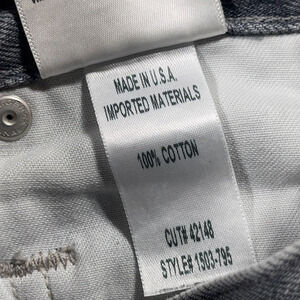 MADE IN U.S.A.
IMPORTED MATERIALS
100% COTTON
CUT# 42148
STYLE# 1503-795